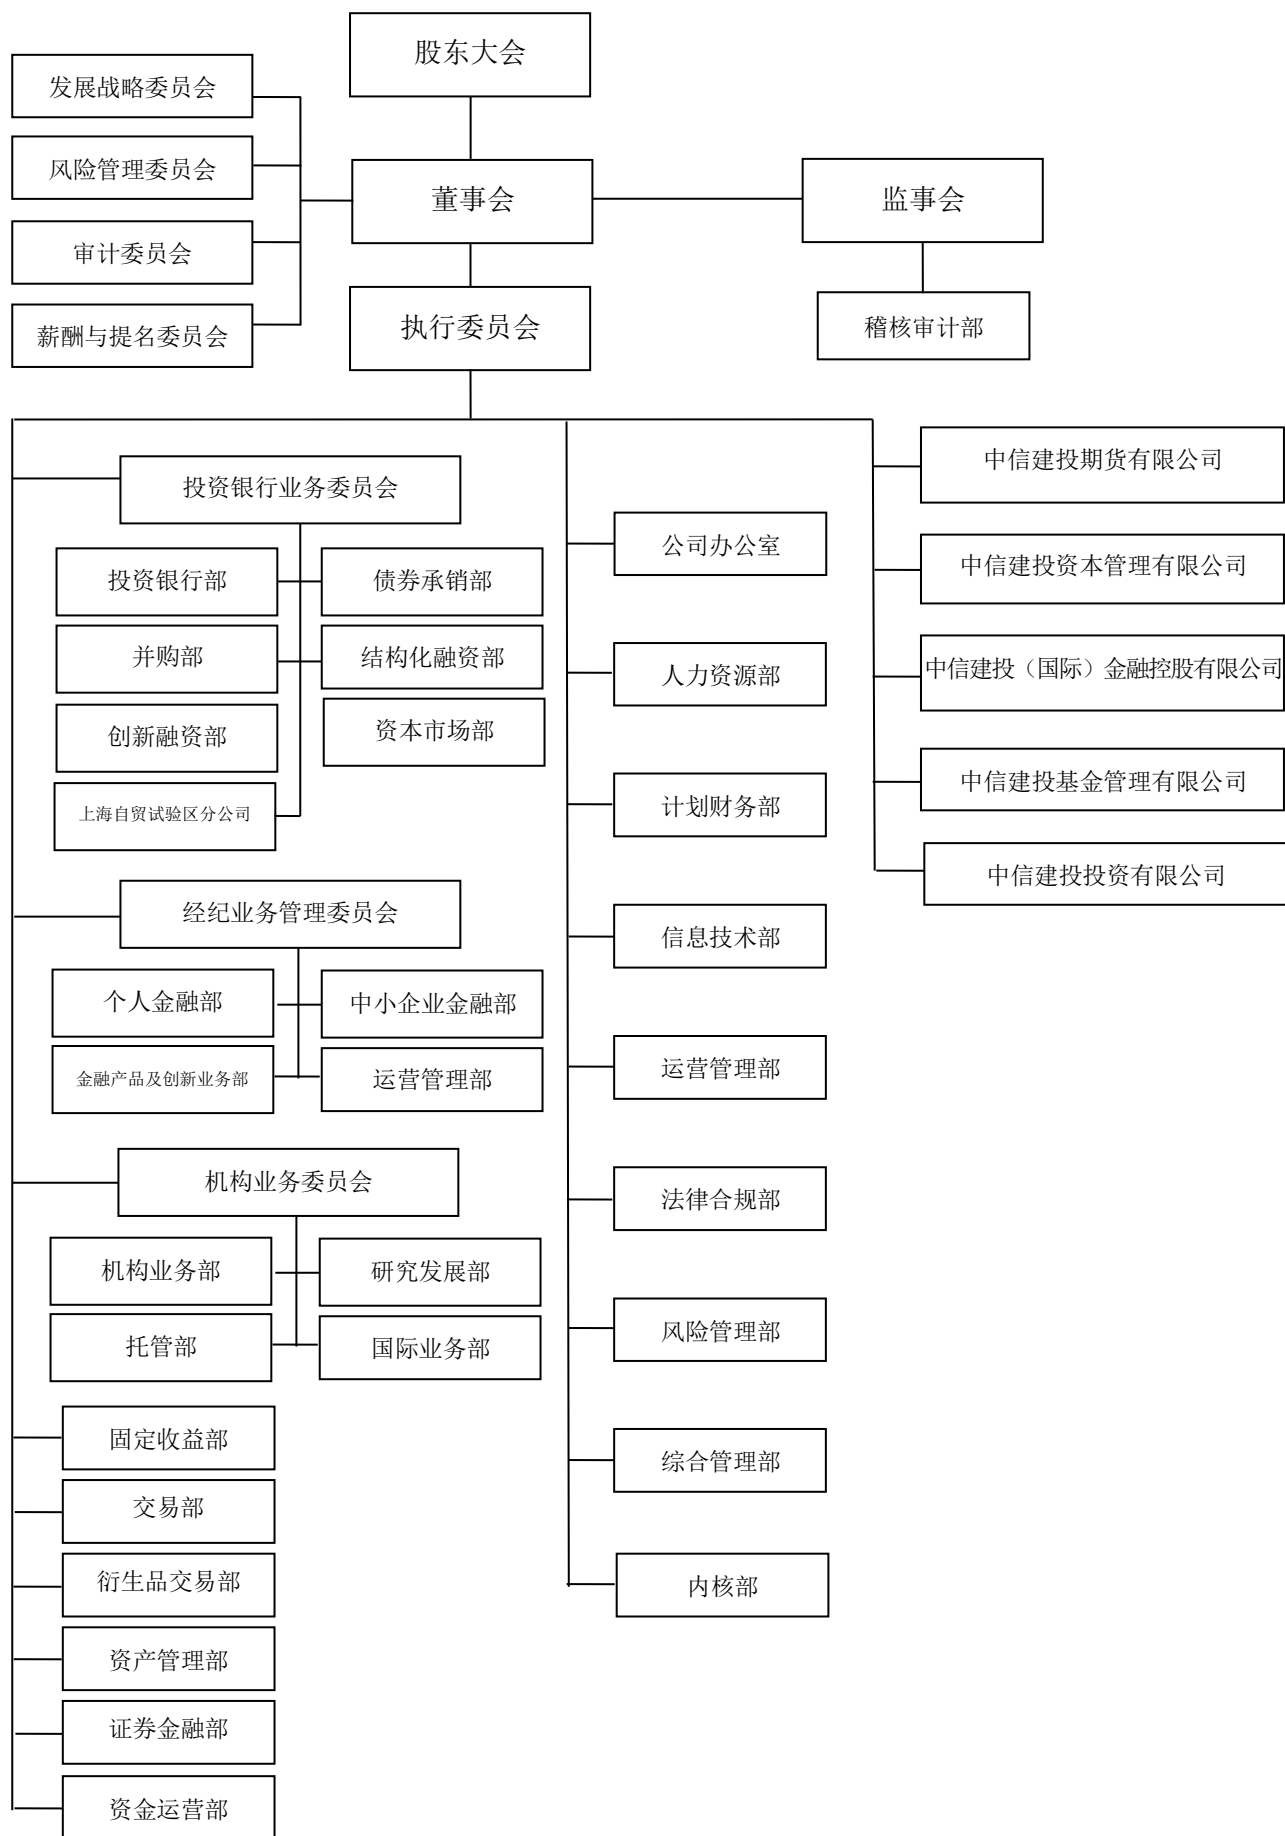 股东大会
发展战略委员会
风险管理委员会
董事会
监事会
审计委员会
薪酬与提名委员会
执行委员会
稽核审计部
投资银行业务委员会
投资银行部
债券承销部
并购部
结构化融资部
创新融资部
资本市场部
上海自贸试验区分公司
经纪业务管理委员会
个人金融部
中小企业金融部
金融产品及创新业务部
运营管理部
机构业务委员会
机构业务部
研究发展部
托管部
国际业务部
固定收益部
交易部
衍生品交易部
资产管理部
证券金融部
资金运营部
公司办公室
人力资源部
计划财务部
信息技术部
运营管理部
法律合规部
风险管理部
综合管理部
内核部
中信建投期货有限公司
中信建投资本管理有限公司
中信建投（国际）金融控股有限公司
中信建投基金管理有限公司
中信建投投资有限公司